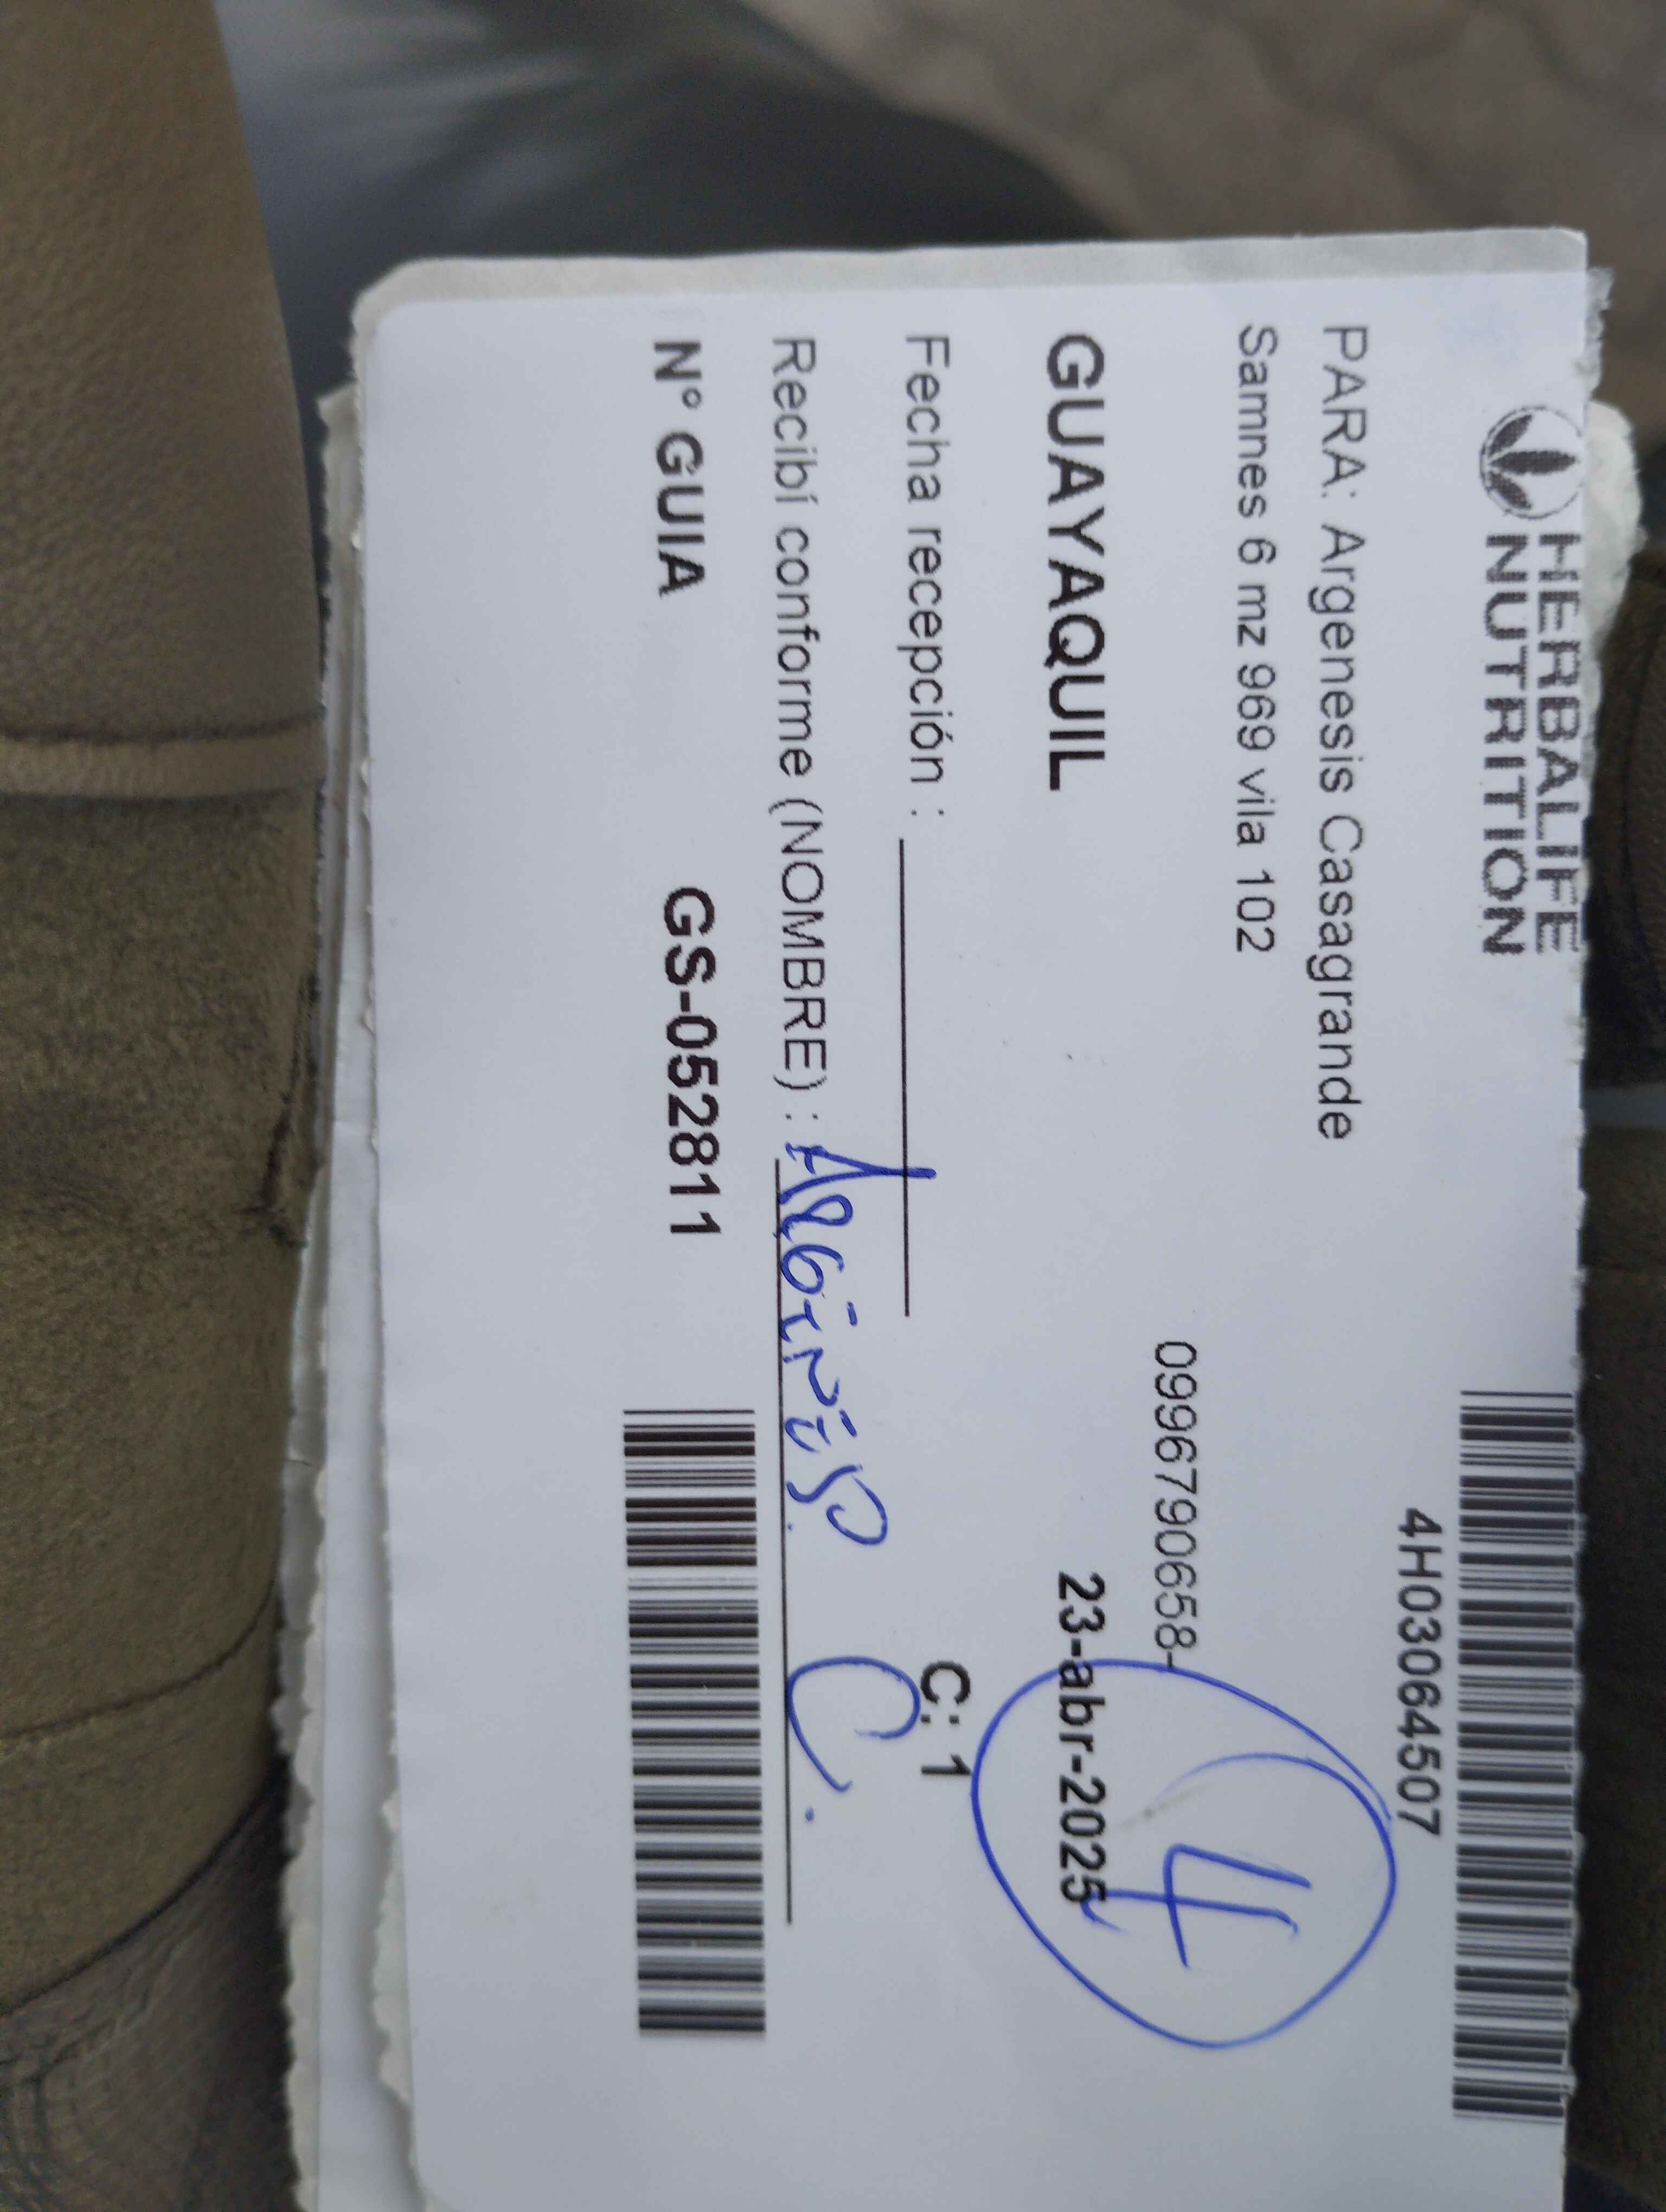 HERBALIFE
NUTRITION
4H03064507
PARA: Argenesis Casagrande
Samnes 6 mz 969 vila 102
0996790658-
4
GUAYAQUIL 23-abr-2025
Fecha recepción : C: 1
Recibí conforme (NOMBRE) : C.
N° GUIA GS-052811